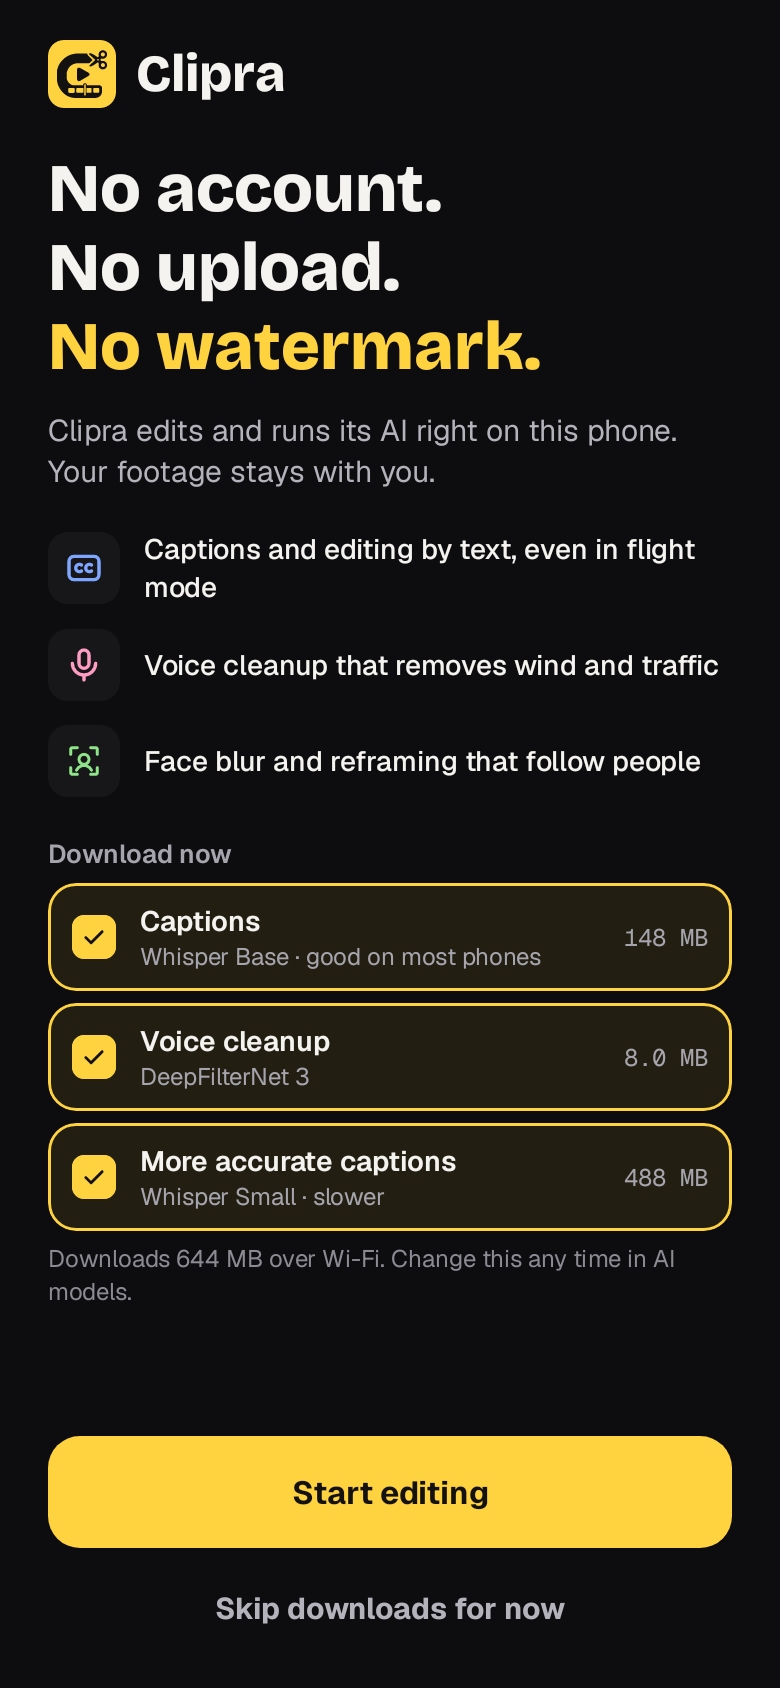 Clipra
No account.
No upload.
No watermark.
Clipra edits and runs its AI right on this phone.
Your footage stays with you.
Captions and editing by text, even in flight
mode
Voice cleanup that removes wind and traffic
Face blur and reframing that follow people
Download now
Captions
Whisper Base · good on most phones
148 MB
Voice cleanup
DeepFilterNet 3
8.0 MB
More accurate captions
Whisper Small · slower
488 MB
Downloads 644 MB over Wi-Fi. Change this any time in AI
models.
Start editing
Skip downloads for now